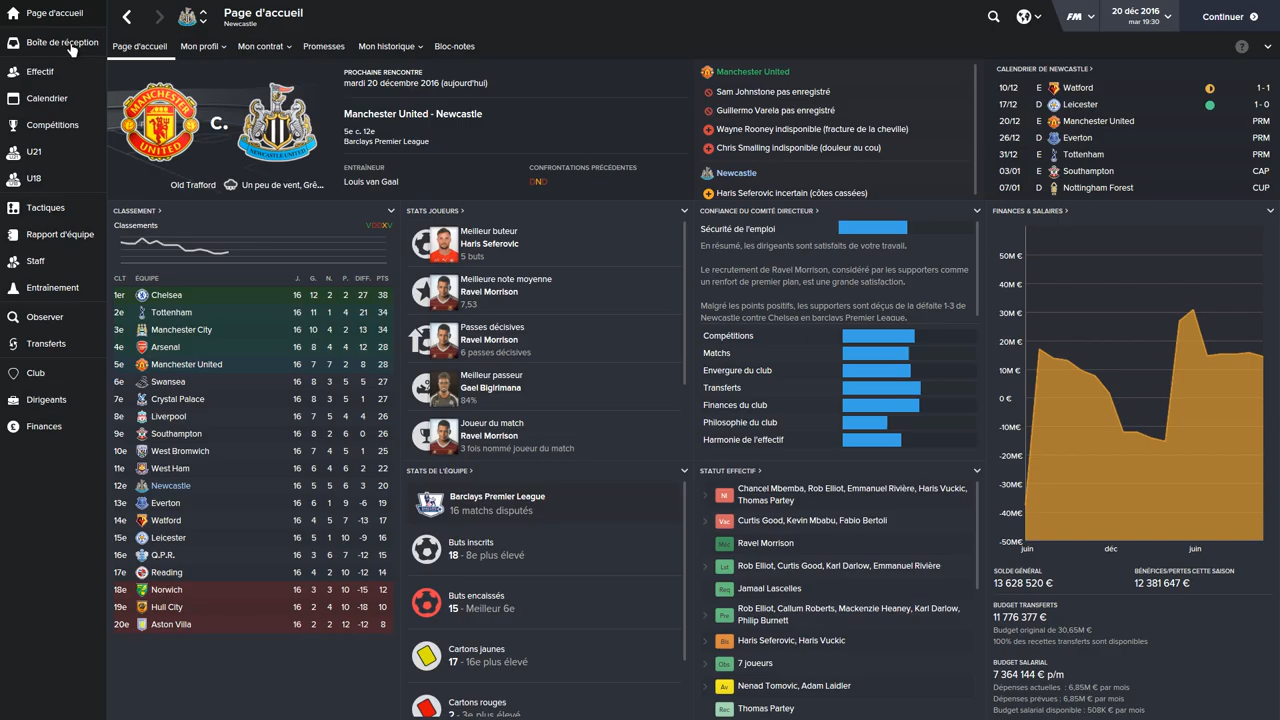 Page d'accueil
Boîte de réception
Effectif
Calendrier
Compétitions
U21
U18
Tactiques
Rapport d'équipe
Staff
Entraînement
Observer
Transferts
Club
Dirigeants
Finances
Page d'accueil
Newcastle
FM
20 déc 2016
mar 19:30
Continuer
Page d'accueil Mon profil Mon contrat Promesses Mon historique Bloc-notes
?
PROCHAINE RENCONTRE
mardi 20 décembre 2016 (aujourd'hui)
Manchester United - Newcastle
5e c. 12e
Barclays Premier League
ENTRAÎNEUR
Louis van Gaal
CONFRONTATIONS PRÉCÉDENTES
DND
c.
Old Trafford Un peu de vent, Grê...
Manchester United
Sam Johnstone pas enregistré
Guillermo Varela pas enregistré
Wayne Rooney indisponible (fracture de la cheville)
Chris Smalling indisponible (douleur au cou)
Newcastle
Haris Seferovic incertain (côtes cassées)
CALENDRIER DE NEWCASTLE >
10/12 E Watford 1 - 1
17/12 D Leicester 1 - 0
20/12 E Manchester United PRM
26/12 D Everton PRM
31/12 E Tottenham PRM
03/01 E Southampton CAP
07/01 D Nottingham Forest CUP
CLASSEMENT >
Classements VDDXV
CLT ÉQUIPE J. G. N. P. DIFF. PTS
1er Chelsea 16 12 2 2 27 38
2e Tottenham 16 11 1 4 21 34
3e Manchester City 16 10 4 2 13 34
4e Arsenal 16 8 4 4 12 28
5e Manchester United 16 7 7 2 8 28
6e Swansea 16 8 3 5 5 27
7e Crystal Palace 16 8 3 5 1 27
8e Liverpool 16 7 5 4 4 26
9e Southampton 16 8 2 6 0 26
10e West Bromwich 16 7 4 5 1 25
11e West Ham 16 6 4 6 2 22
12e Newcastle 16 5 5 6 3 20
13e Everton 16 6 1 9 -6 19
14e Watford 16 4 5 7 -13 17
15e Leicester 16 5 1 10 -9 16
16e Q.P.R. 16 3 6 7 -12 15
17e Reading 16 4 2 10 -12 14
18e Norwich 16 3 3 10 -15 12
19e Hull City 16 2 4 10 -18 10
20e Aston Villa 16 2 2 12 -12 8
STATS JOUEURS >
Meilleur buteur
Haris Seferovic
5 buts
Meilleure note moyenne
Ravel Morrison
7,53
Passes décisives
Ravel Morrison
6 passes décisives
Meilleur passeur
Gael Bigirimana
84%
Joueur du match
Ravel Morrison
3 fois nommé joueur du match
STATS DE L'ÉQUIPE >
Barclays Premier League
16 matchs disputés
Buts inscrits
18 - 8e plus élevé
Buts encaissés
15 - Meilleur 6e
Cartons jaunes
17 - 16e plus élevé
Cartons rouges
2 - 3e plus élevé
CONFIANCE DU COMITÉ DIRECTEUR >
Sécurité de l'emploi
En résumé, les dirigeants sont satisfaits de votre travail.
Le recrutement de Ravel Morrison, considéré par les supporters comme
un renfort de premier plan, est une grande satisfaction.
Malgré les points positifs, les supporters sont déçus de la défaite 1-3 de
Newcastle contre Chelsea en barclays Premier League.
Compétitions
Matchs
Envergure du club
Transferts
Finances du club
Philosophie du club
Harmonie de l'effectif
STATUT EFFECTIF >
NI Chancel Mbemba, Rob Elliot, Emmanuel Rivière, Haris Vuckic,
Thomas Partey
Vac Curtis Good, Kevin Mbabu, Fabio Bertoli
Ravel Morrison
Lst Rob Elliot, Curtis Good, Karl Darlow, Emmanuel Rivière
Req Jamaal Lascelles
Pre Rob Elliot, Callum Roberts, Mackenzie Heaney, Karl Darlow,
Philip Burnett
Bls Haris Seferovic, Haris Vuckic
Obs 7 joueurs
Av Nenad Tomovic, Adam Laidler
Rec Thomas Partey
FINANCES & SALAIRES >
50M€
40M€
30M€
20M€
10M€
0 €
-10M€
-20M€
-30M€
-40M€
-50M€
juin déc juin
SOLDE GÉNÉRAL
13 628 520 €
BÉNÉFICES/PERTES CETTE SAISON
12 381 647 €
BUDGET TRANSFERTS
11 776 377 €
Budget original de 30,65M €
100% des recettes transferts sont disponibles
BUDGET SALARIAL
7 364 144 € p/m
Dépenses actuelles : 6,85M € par mois
Dépenses prévues : 6,85M € par mois
Budget salarial disponible : 508K € par mois